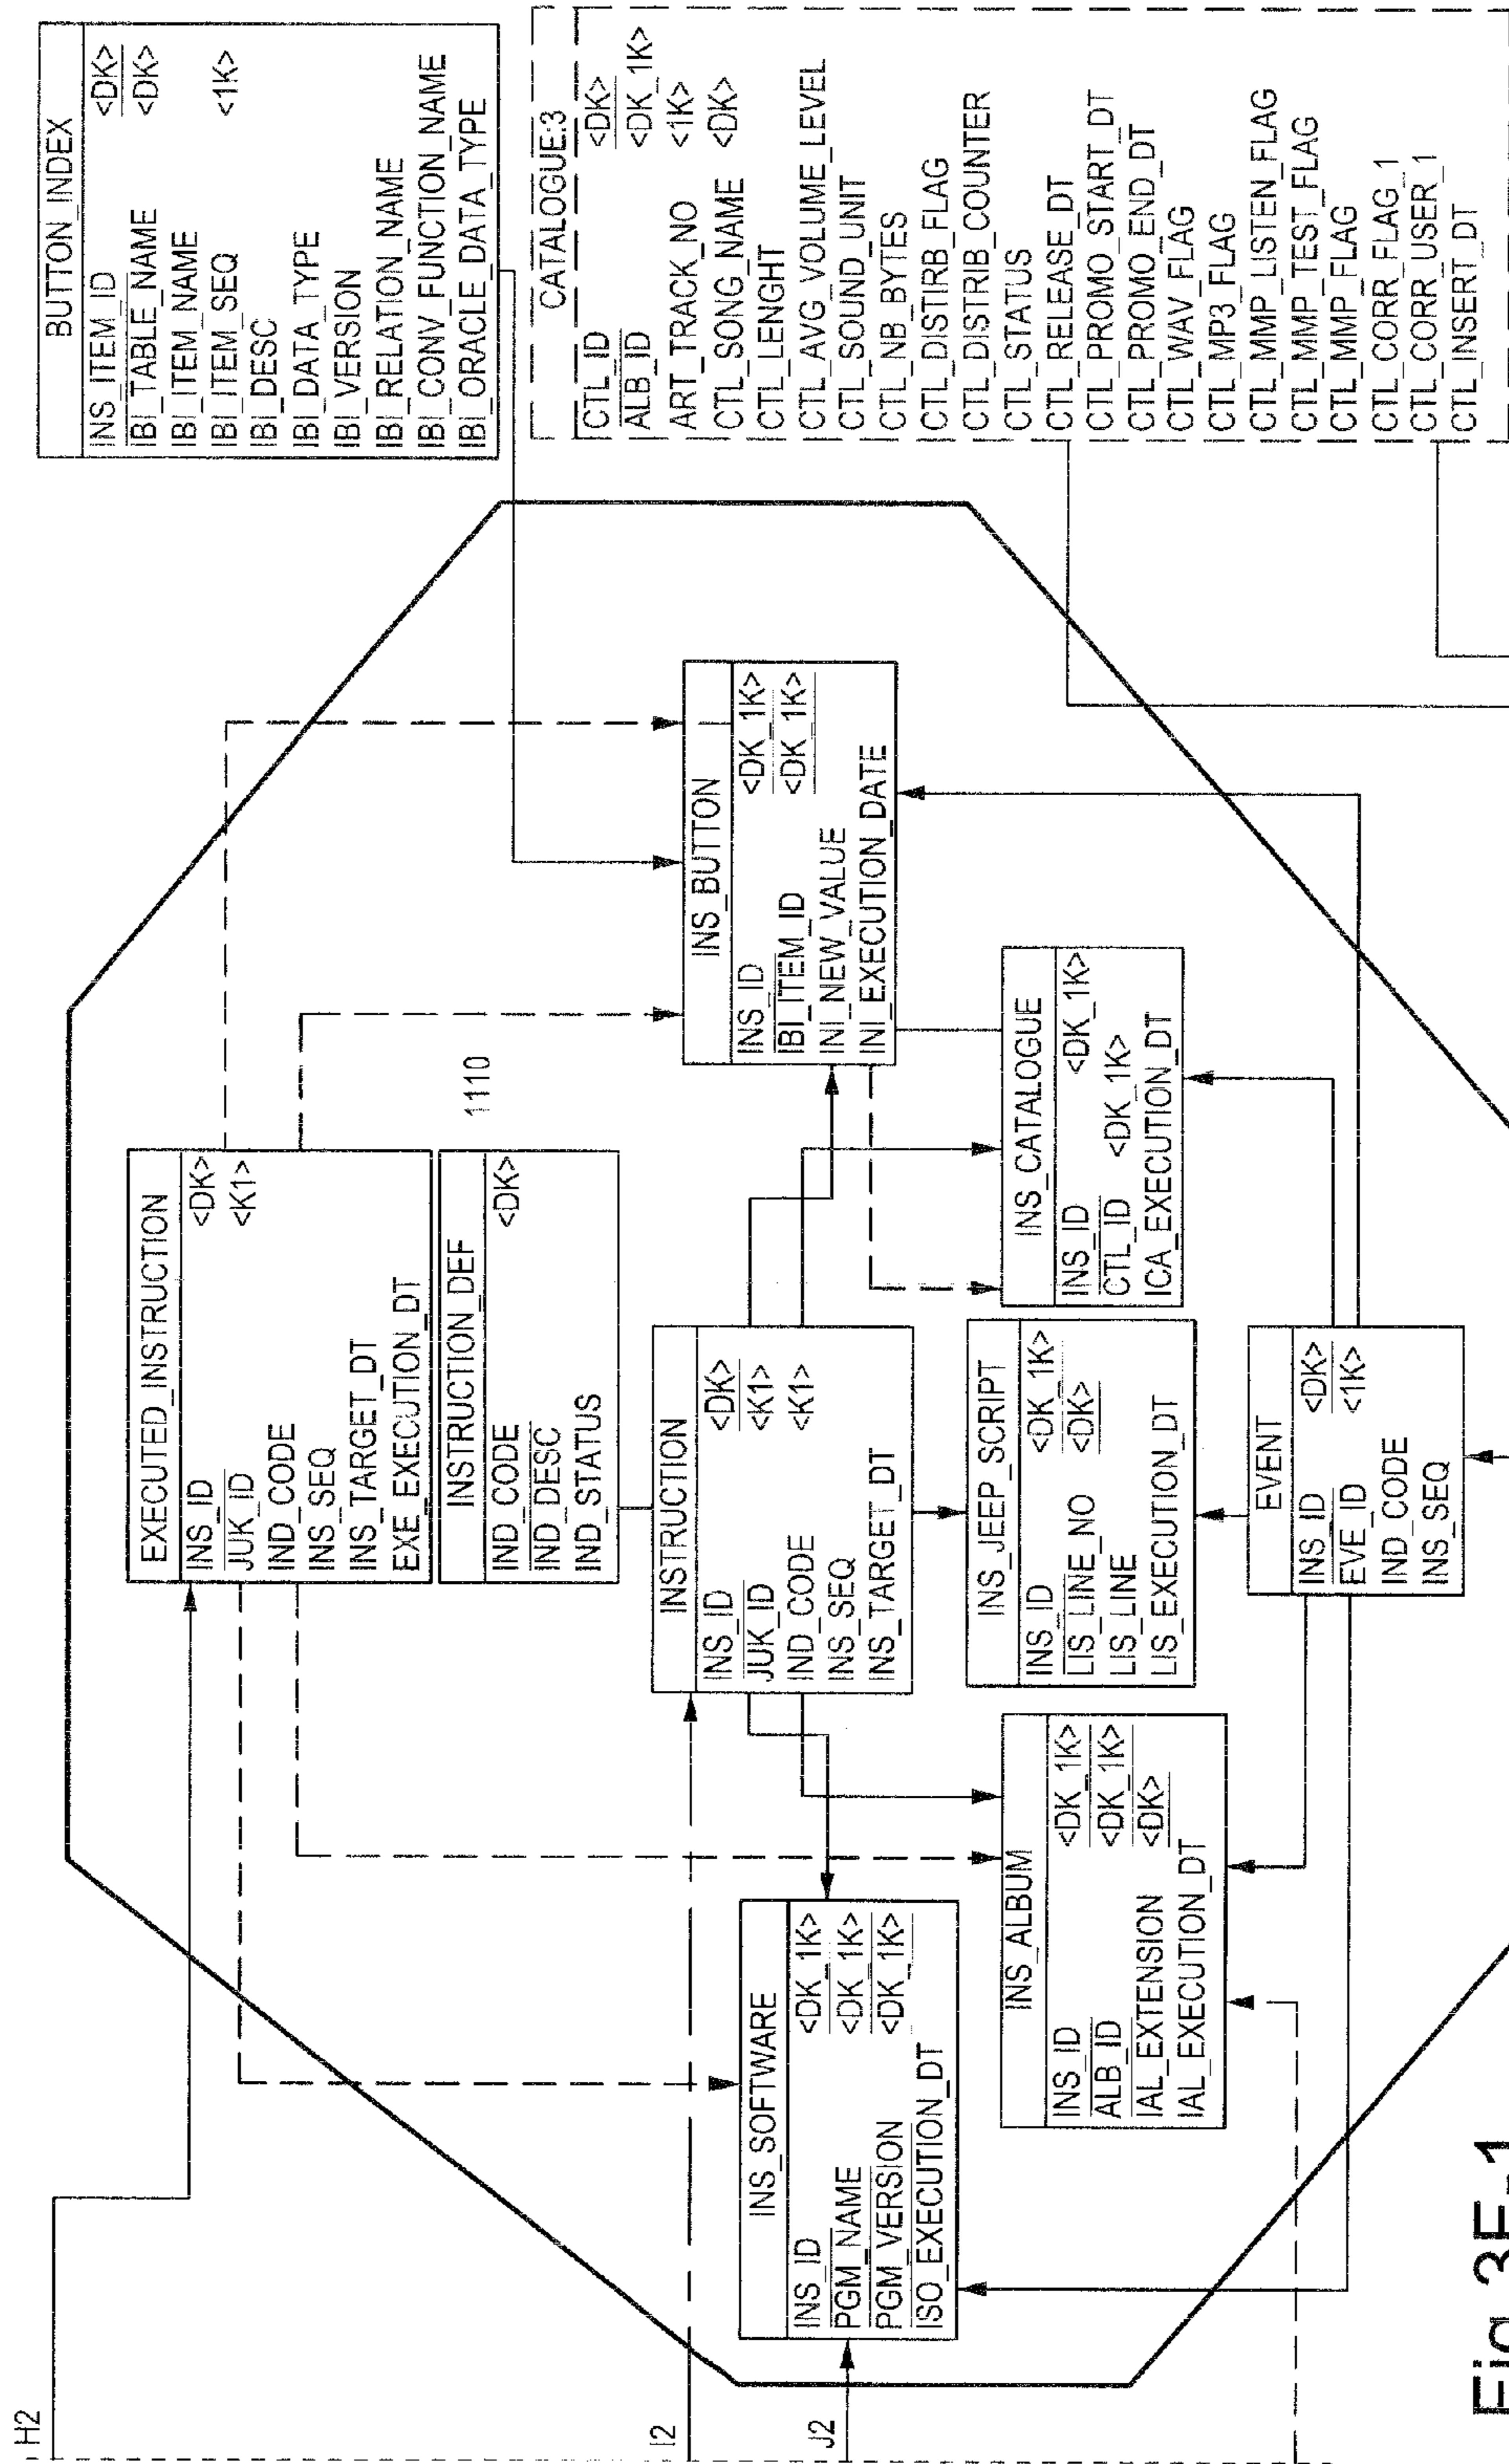 H2
I2
J2
BUTTON_INDEX
INS_ITEM_ID <DK>
IBI_TABLE_NAME <DK>
IBI_ITEM_NAME
IBI_ITEM_SEQ <1K>
IBI_DESC
IBI_DATA_TYPE
IBI_VERSION
IBI_RELATION_NAME
IBI_CONV_FUNCTION_NAME
IBI_ORACLE_DATA_TYPE
CATALOGUE:3
CTL_ID <DK>
ALB_ID <DK_1K>
ART_TRACK_NO <1K>
CTL_SONG_NAME <DK>
CTL_LENGHT
CTL_AVG_VOLUME_LEVEL
CTL_SOUND_UNIT
CTL_NB_BYTES
CTL_DISTIRB_FLAG
CTL_DISTRIB_COUNTER
CTL_STATUS
CTL_RELEASE_DT
CTL_PROMO_START_DT
CTL_PROMO_END_DT
CTL_WAV_FLAG
CTL_MP3_FLAG
CTL_MMP_LISTEN_FLAG
CTL_MMP_TEST_FLAG
CTL_MMP_FLAG
CTL_CORR_FLAG_1
CTL_CORR_USER_1
CTL_INSERT_DT
EXECUTED_INSTRUCTION
INS_ID <DK>
JUK_ID <K1>
IND_CODE
INS_SEQ
INS_TARGET_DT
EXE_EXECUTION_DT
INSTRUCTION_DEF
IND_CODE <DK>
IND_DESC
IND_STATUS
1110
INSTRUCTION
INS_ID <DK>
JUK_ID <K1>
IND_CODE <K1>
INS_SEQ
INS_TARGET_DT
INS_BUTTON
INS_ID <DK_1K>
IBI_ITEM_ID <DK_1K>
INI_NEW_VALUE
INI_EXECUTION_DATE
INS_SOFTWARE
INS_ID <DK_1K>
PGM_NAME <DK_1K>
PGM_VERSION <DK_1K>
ISO_EXECUTION_DT
INS_ALBUM
INS_ID <DK_1K>
ALB_ID <DK_1K>
IAL_EXTENSION <DK>
IAL_EXECUTION_DT
INS_JEEP_SCRIPT
INS_ID <DK_1K>
LIS_LINE_NO <DK>
LIS_LINE
LIS_EXECUTION_DT
INS_CATALOGUE
INS_ID <DK_1K>
CTL_ID <DK_1K>
ICA_EXECUTION_DT
EVENT
INS_ID <DK>
EVE_ID <1K>
IND_CODE
INS_SEQ
Fig.3E-1